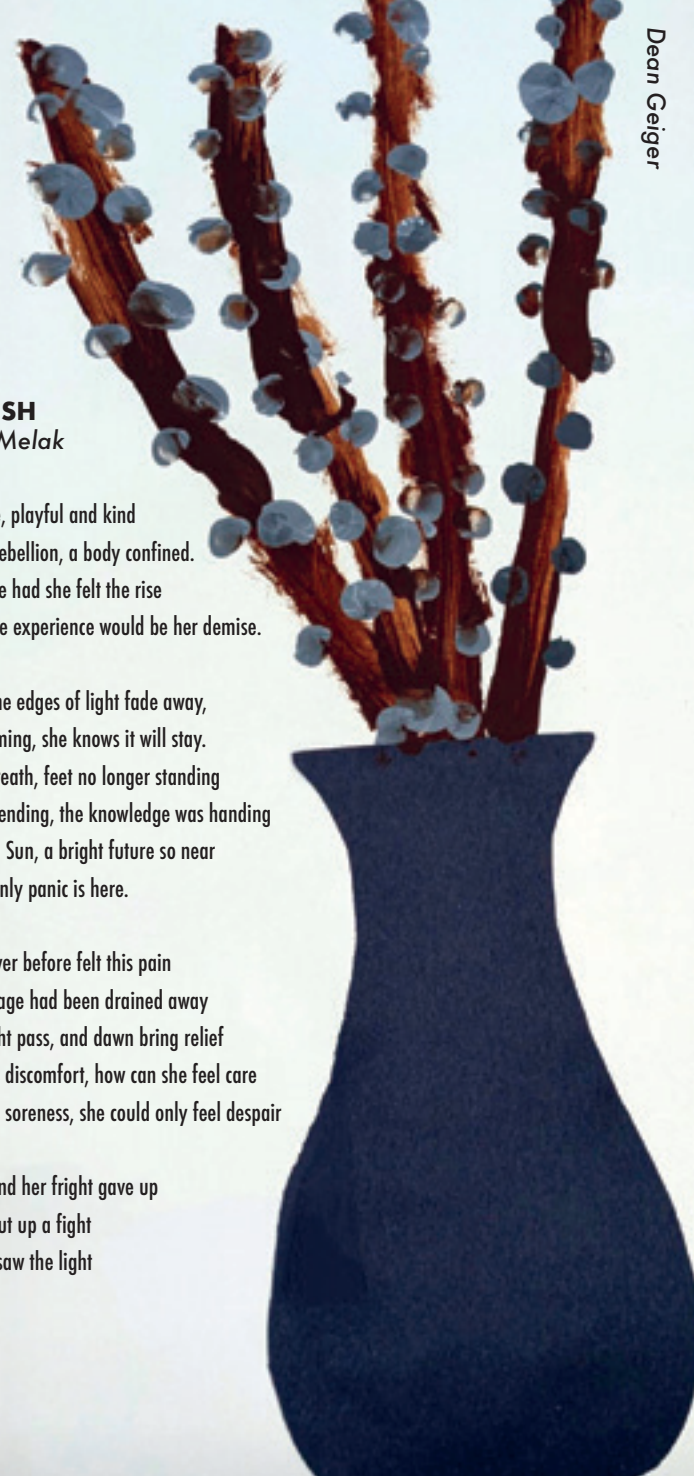 SH
Melak
, playful and kind
ebellion, a body confined.
e had she felt the rise
e experience would be her demise.
he edges of light fade away,
ning, she knows it will stay.
reath, feet no longer standing
ending, the knowledge was handing
Sun, a bright future so near
nly panic is here.
ver before felt this pain
age had been drained away
ht pass, and dawn bring relief
discomfort, how can she feel care
soreness, she could only feel despair
nd her fright gave up
ut up a fight
saw the light
Dean Geiger